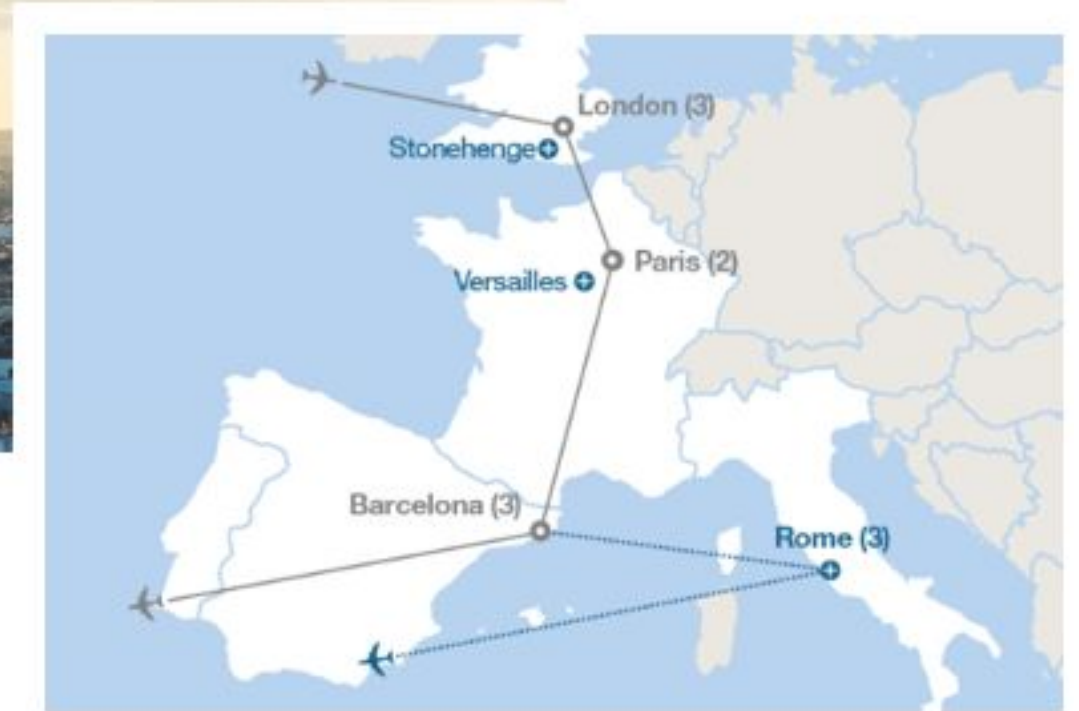 London (3)
Stonehenge
Paris (2)
Versailles
Barcelona (3)
Rome (3)